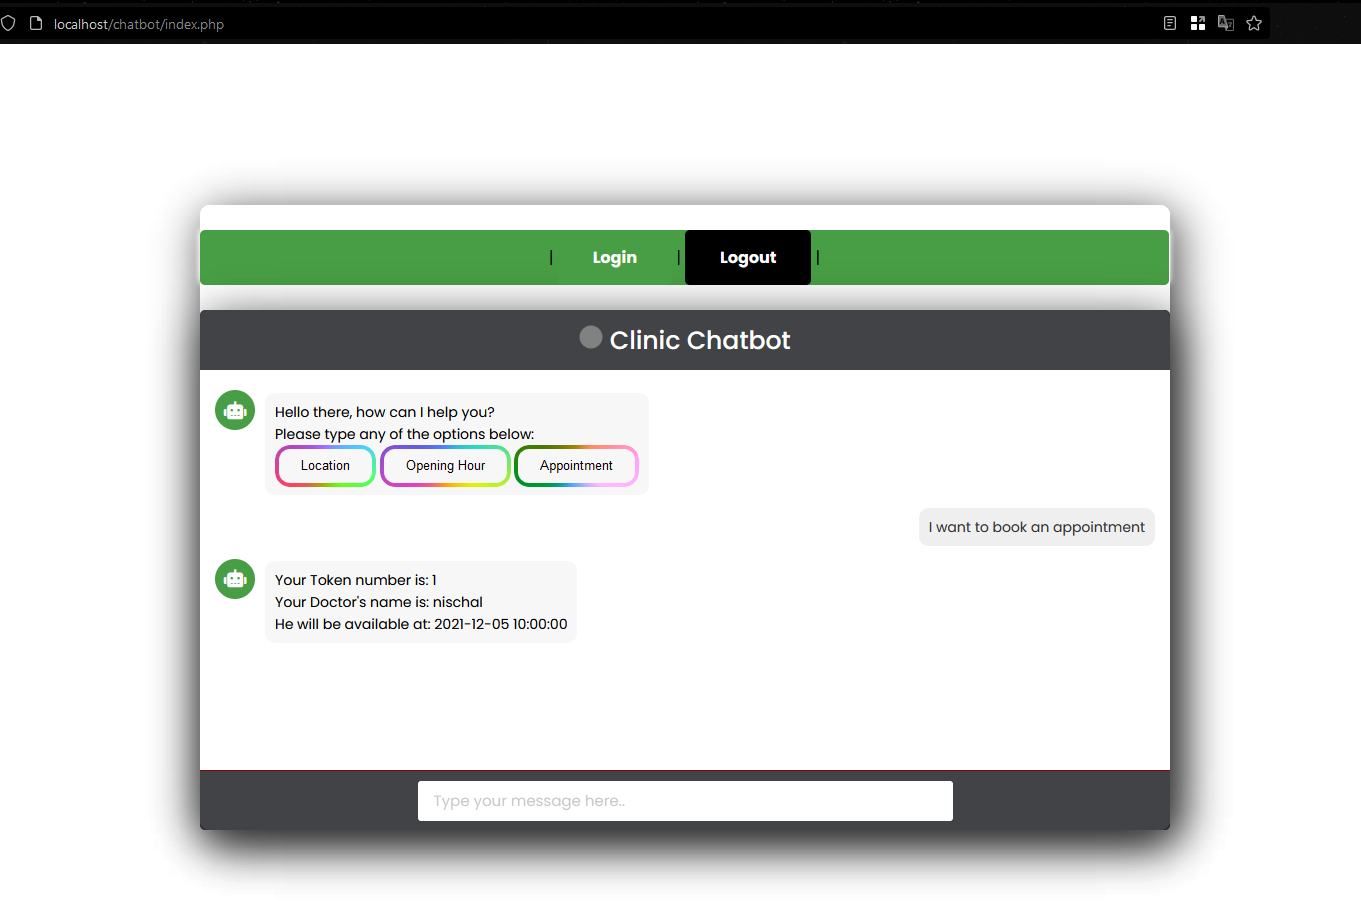 localhost/chatbot/index.php
| Login | Logout |
Clinic Chatbot
Hello there, how can I help you?
Please type any of the options below:
Location Opening Hour Appointment
I want to book an appointment
Your Token number is: 1
Your Doctor's name is: nischal
He will be available at: 2021-12-05 10:00:00
Type your message here..